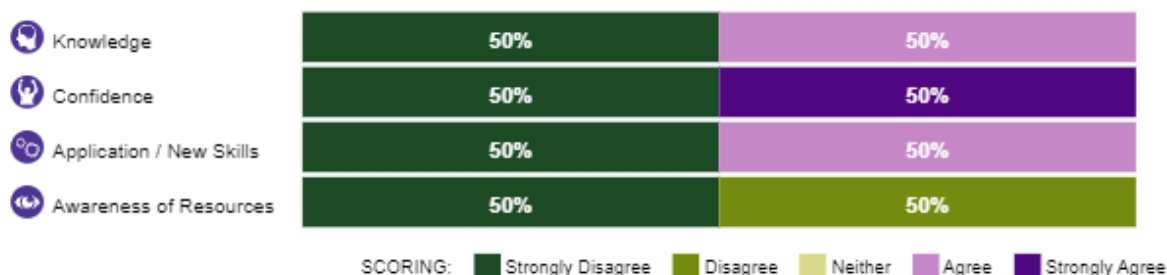 Knowledge 50% 50%
Confidence 50% 50%
Application / New Skills 50% 50%
Awareness of Resources 50% 50%
SCORING: Strongly Disagree Disagree Neither Agree Strongly Agree